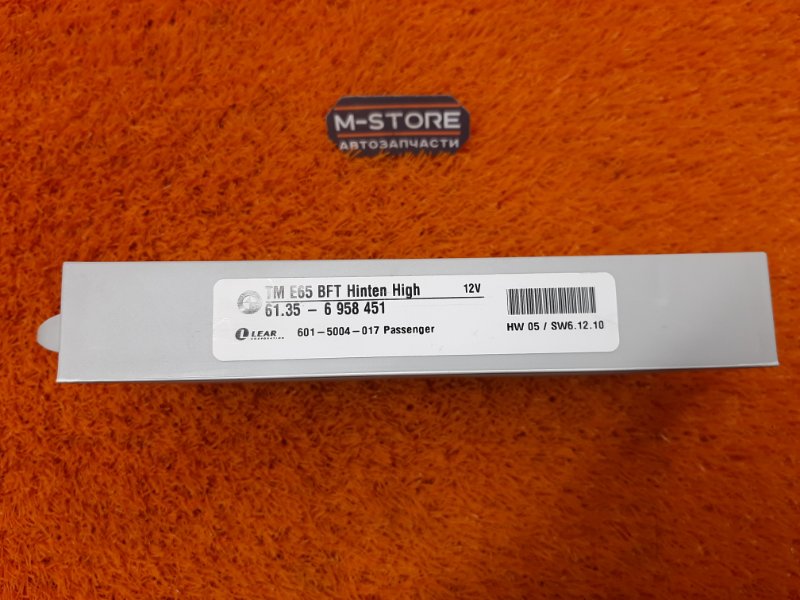 M-STORE
АВТОЗАПЧАСТИ
TM E65 BFT Hinten High 12V
61.35 - 6 958 451
LEAR CORPORATION 601-5004-017 Passenger
HW 05 / SW6.12.10